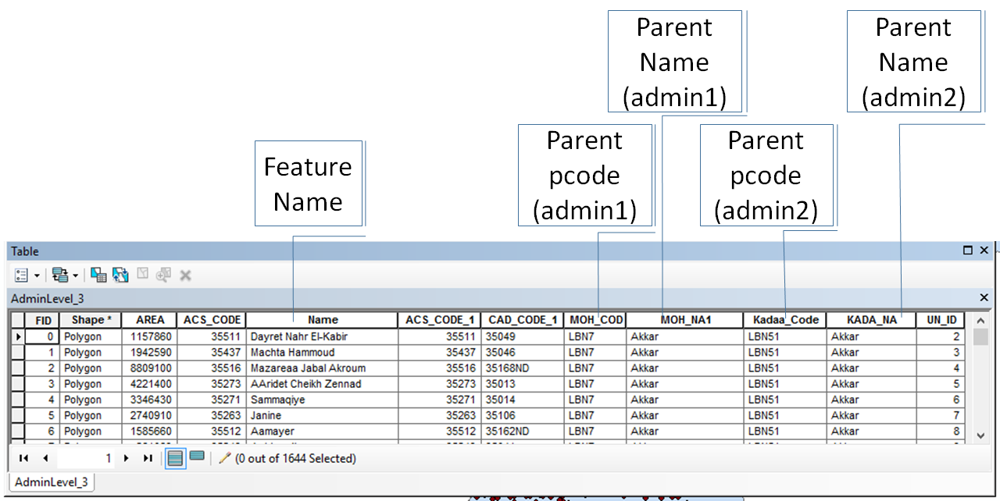 Parent
Name
(admin1)
Parent
Name
(admin2)
Feature
Name
Parent
pcode
(admin1)
Parent
pcode
(admin2)
Table
AdminLevel_3
FID Shape * AREA ACS_CODE Name ACS_CODE_1 CAD_CODE_1 MOH_COD MOH_NA1 Kadaa_Code KADA_NA UN_ID
0 Polygon 1157860 35511 Dayret Nahr El-Kabir 35511 35049 LBN7 Akkar LBN51 Akkar 2
1 Polygon 1942590 35437 Machta Hammoud 35437 35046 LBN7 Akkar LBN51 Akkar 3
2 Polygon 8809100 35516 Mazareaa Jabal Akroum 35516 35168ND LBN7 Akkar LBN51 Akkar 4
3 Polygon 4221400 35273 AAridet Cheikh Zennad 35273 35013 LBN7 Akkar LBN51 Akkar 5
4 Polygon 3346430 35271 Sammaqiye 35271 35014 LBN7 Akkar LBN51 Akkar 6
5 Polygon 2740910 35263 Janine 35263 35106 LBN7 Akkar LBN51 Akkar 7
6 Polygon 1585660 35512 Aamayer 35512 35162ND LBN7 Akkar LBN51 Akkar 8
1 (0 out of 1644 Selected)
AdminLevel_3